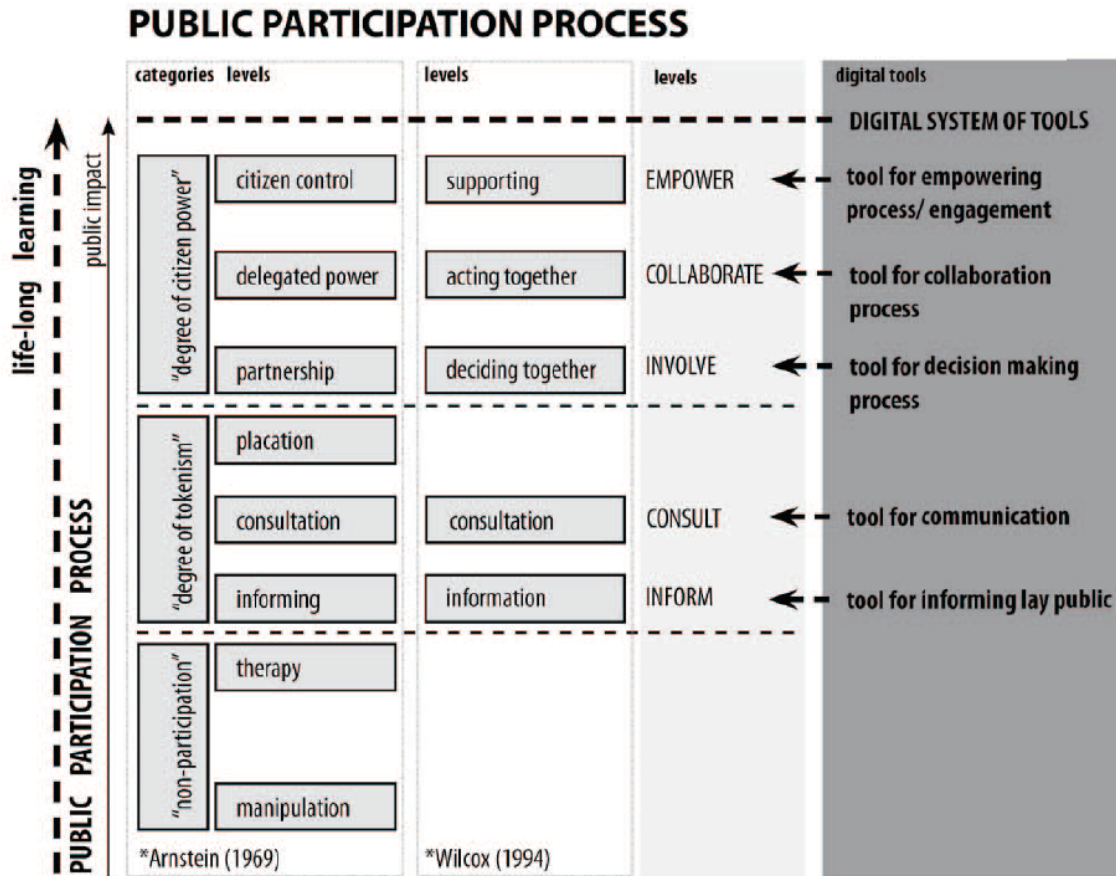 PUBLIC PARTICIPATION PROCESS
categories levels
levels
levels
digital tools
DIGITAL SYSTEM OF TOOLS
life-long learning
PUBLIC PARTICIPATION PROCESS
public impact
"degree of citizen power"
citizen control
supporting
EMPOWER
tool for empowering
process/ engagement
delegated power
acting together
COLLABORATE
tool for collaboration
process
partnership
deciding together
INVOLVE
tool for decision making
process
"degree of tokenism"
placation
consultation
consultation
CONSULT
tool for communication
informing
information
INFORM
tool for informing lay public
"non-participation"
therapy
manipulation
*Arnstein (1969)
*Wilcox (1994)